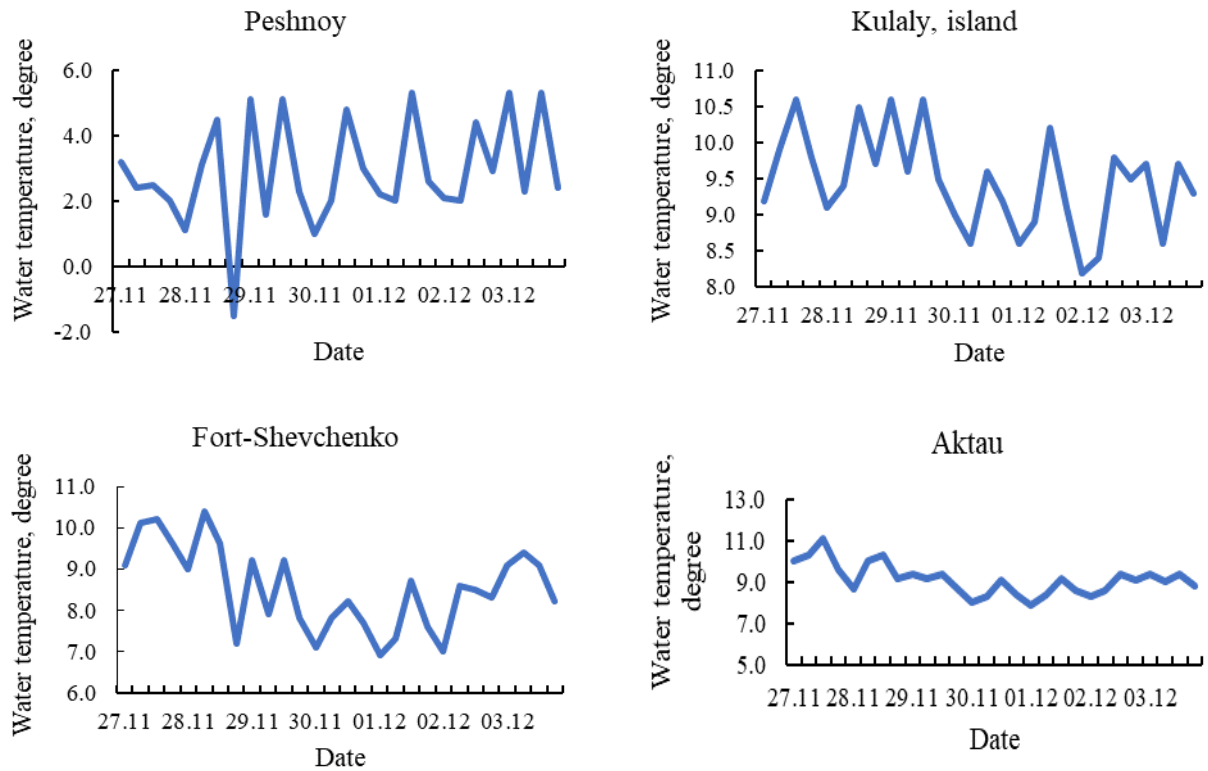 Peshnoy
Water temperature, degree
6.0
4.0
2.0
0.0
-2.0
27.11 28.11 29.11 30.11 01.12 02.12 03.12
Date
Kulaly, island
Water temperature, degree
11.0
10.5
10.0
9.5
9.0
8.5
8.0
27.11 28.11 29.11 30.11 01.12 02.12 03.12
Date
Fort-Shevchenko
Water temperature, degree
11.0
10.0
9.0
8.0
7.0
6.0
27.11 28.11 29.11 30.11 01.12 02.12 03.12
Date
Aktau
Water temperature,
degree
13.0
11.0
9.0
7.0
5.0
27.11 28.11 29.11 30.11 01.12 02.12 03.12
Date